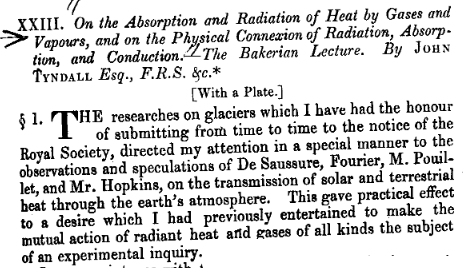 XXIII. On the Absorption and Radiation of Heat by Gases and
Vapours, and on the Physical Connexion of Radiation, Absorp-
tion, and Conduction.—The Bakerian Lecture. By JOHN
TYNDALL Esq., F.R.S. &c.*
[With a Plate.]
§ 1. THE researches on glaciers which I have had the honour
of submitting from time to time to the notice of the
Royal Society, directed my attention in a special manner to the
observations and speculations of De Saussure, Fourier, M. Pouil-
let, and Mr. Hopkins, on the transmission of solar and terrestrial
heat through the earth's atmosphere. This gave practical effect
to a desire which I had previously entertained to make the
mutual action of radiant heat and gases of all kinds the subject
of an experimental inquiry.